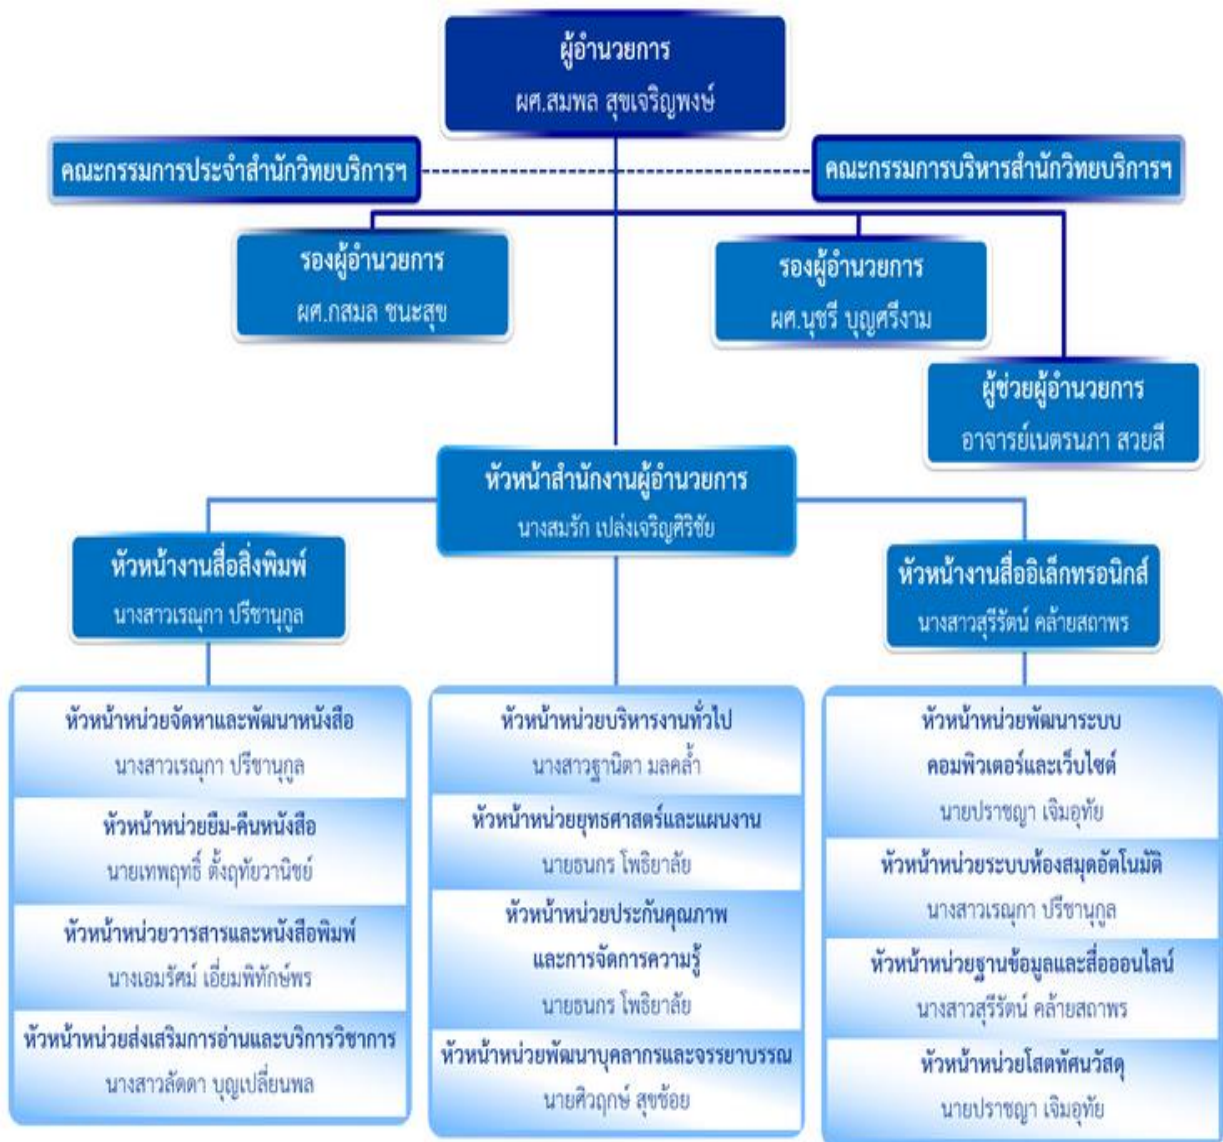 ผู้อำนวยการ
ผศ.สมพล สุขเจริญพงษ์
คณะกรรมการประจำสำนักวิทยบริการฯ
คณะกรรมการบริหารสำนักวิทยบริการฯ
รองผู้อำนวยการ
ผศ.กสมล ชนะสุข
รองผู้อำนวยการ
ผศ.นุชรี บุญศรีงาม
ผู้ช่วยผู้อำนวยการ
อาจารย์เนตรนภา สวยสี
หัวหน้าสำนักงานผู้อำนวยการ
นางสมรัก เปล่งเจริญศิริชัย
หัวหน้างานสื่อสิ่งพิมพ์
นางสาวเรณุกา ปรีชานุกูล
หัวหน้างานสื่ออิเล็กทรอนิกส์
นางสาวสุรีรัตน์ คล้ายสถาพร
หัวหน้าหน่วยจัดหาและพัฒนาหนังสือ
นางสาวเรณุกา ปรีชานุกูล
หัวหน้าหน่วยยืม-คืนหนังสือ
นายเทพฤทธิ์ ตั้งฤทัยวานิชย์
หัวหน้าหน่วยวารสารและหนังสือพิมพ์
นางเอมรัศม์ เอี่ยมพิทักษ์พร
หัวหน้าหน่วยส่งเสริมการอ่านและบริการวิชาการ
นางสาวลัดดา บุญเปลี่ยนพล
หัวหน้าหน่วยบริหารงานทั่วไป
นางสาวฐานิตา มลคล้ำ
หัวหน้าหน่วยยุทธศาสตร์และแผนงาน
นายธนกร โพธิยาลัย
หัวหน้าหน่วยประกันคุณภาพ
และการจัดการความรู้
นายธนกร โพธิยาลัย
หัวหน้าหน่วยพัฒนาบุคลากรและจรรยาบรรณ
นายศิวฤกษ์ สุขช้อย
หัวหน้าหน่วยพัฒนาระบบ
คอมพิวเตอร์และเว็บไซต์
นายปราชญา เจิมอุทัย
หัวหน้าหน่วยระบบห้องสมุดอัตโนมัติ
นางสาวเรณุกา ปรีชานุกูล
หัวหน้าหน่วยฐานข้อมูลและสื่อออนไลน์
นางสาวสุรีรัตน์ คล้ายสถาพร
หัวหน้าหน่วยโสตทัศนวัสดุ
นายปราชญา เจิมอุทัย